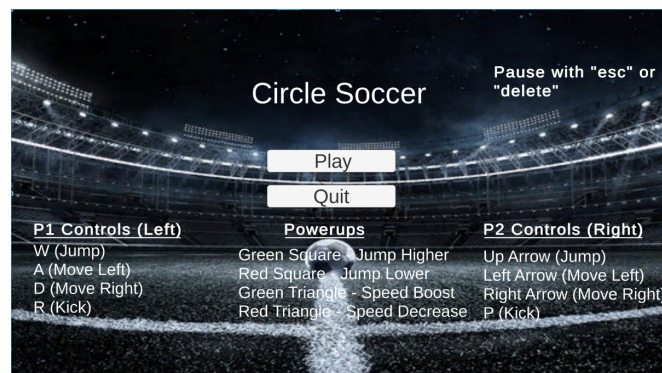 Pause with "esc" or
"delete"
Circle Soccer
Play
Quit
P1 Controls (Left)
W (Jump)
A (Move Left)
D (Move Right)
R (Kick)
Powerups
Green Square - Jump Higher
Red Square - Jump Lower
Green Triangle - Speed Boost
Red Triangle - Speed Decrease
P2 Controls (Right)
Up Arrow (Jump)
Left Arrow (Move Left)
Right Arrow (Move Right)
P (Kick)